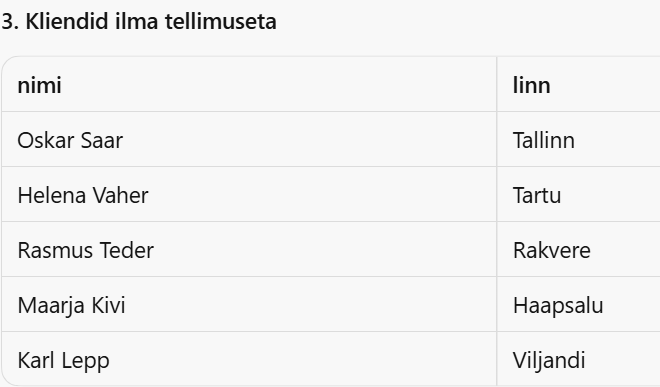 3. Kliendid ilma tellimuseta
nimi linn
Oskar Saar Tallinn
Helena Vaher Tartu
Rasmus Teder Rakvere
Maarja Kivi Haapsalu
Karl Lepp Viljandi